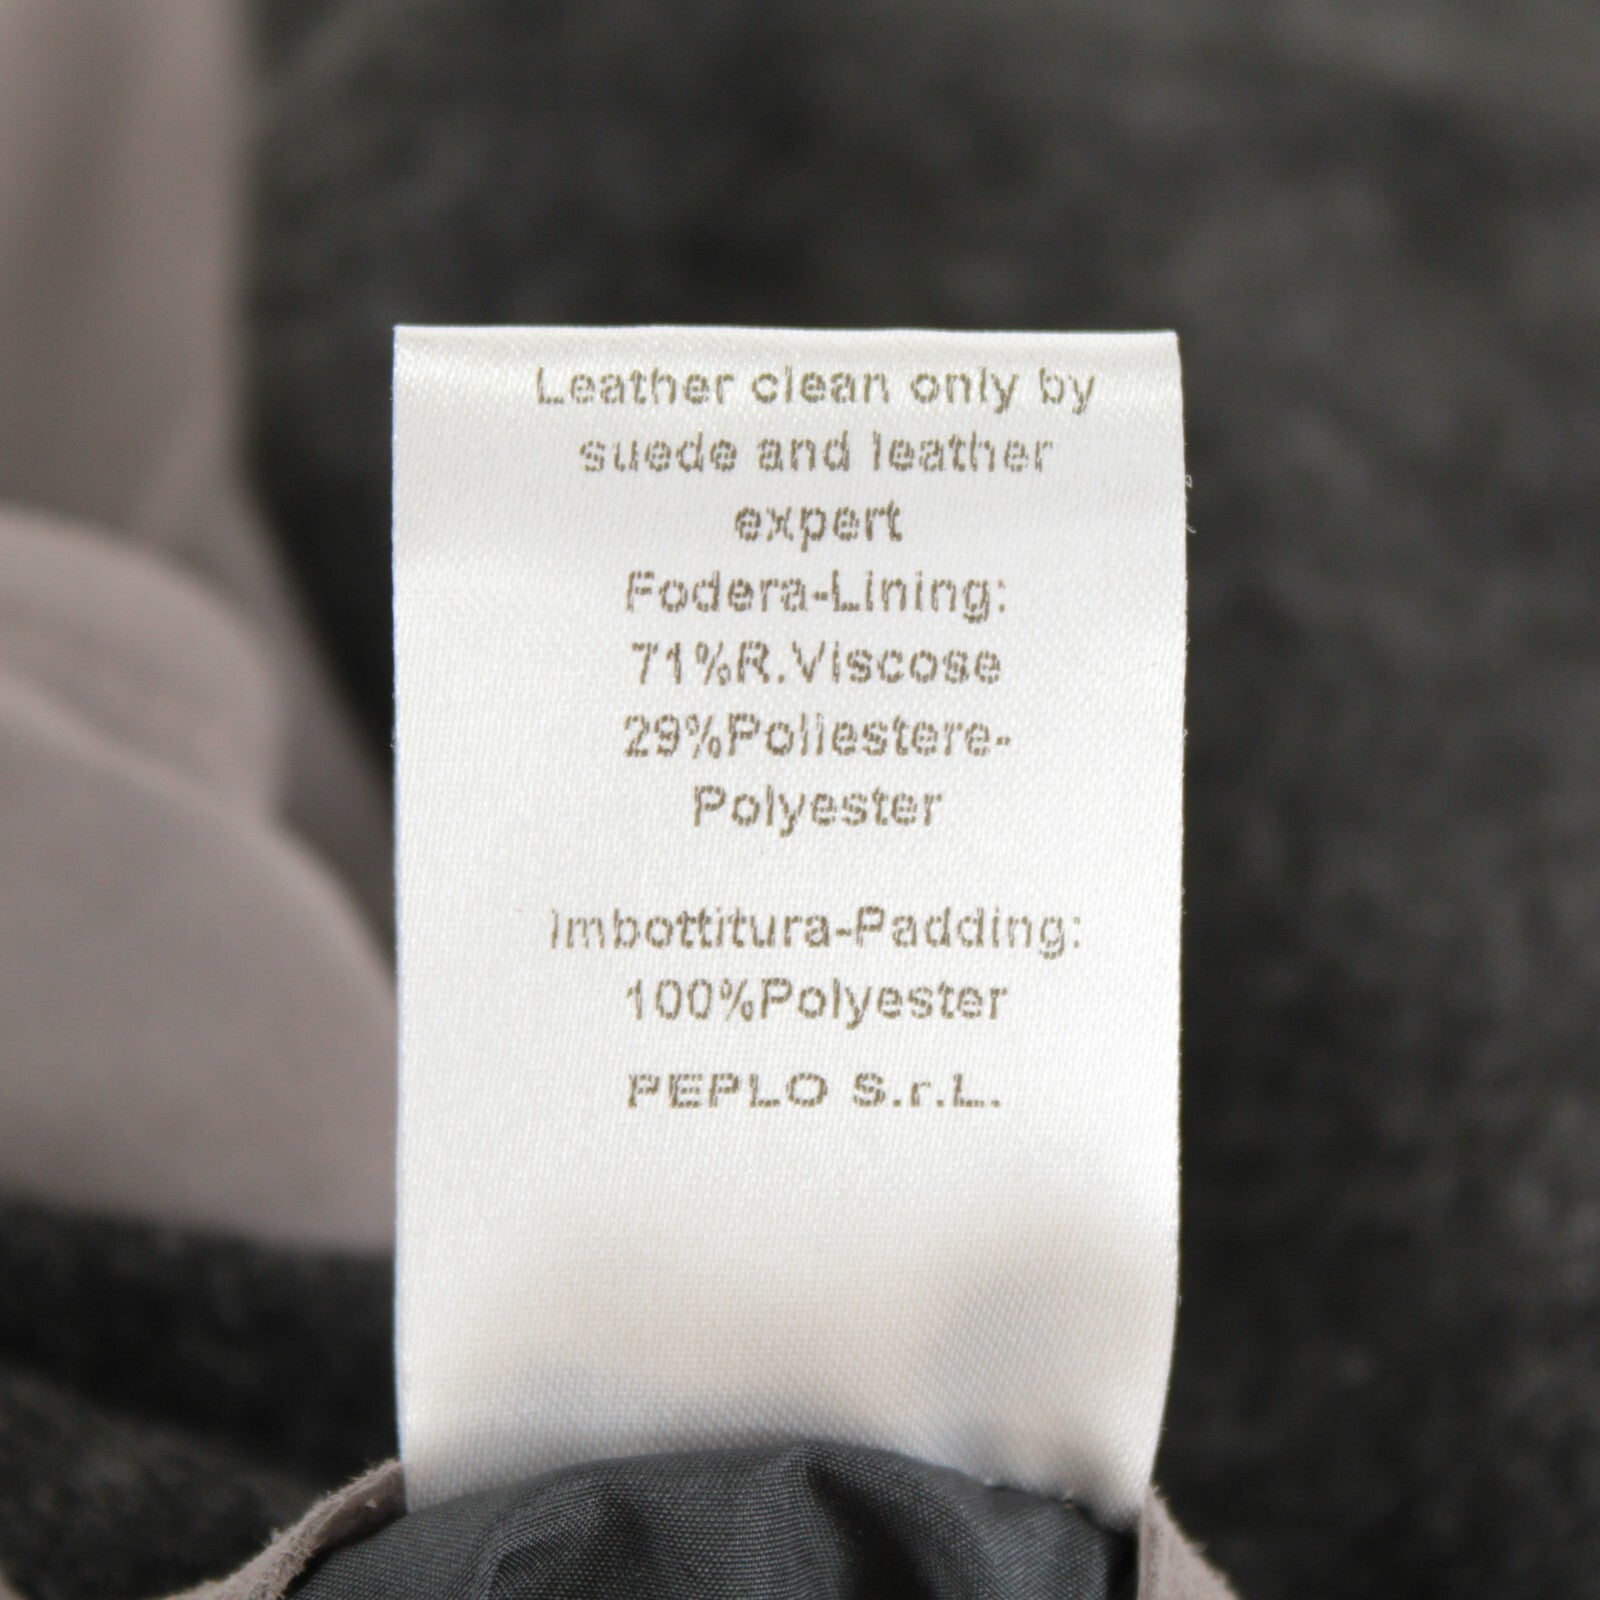 Leather clean only by
suede and leather
expert
Fodera-Lining:
71%R.Viscose
29%Poliestere-
Polyester
Imbottitura-Padding:
100%Polyester
PEPLO S.r.L.